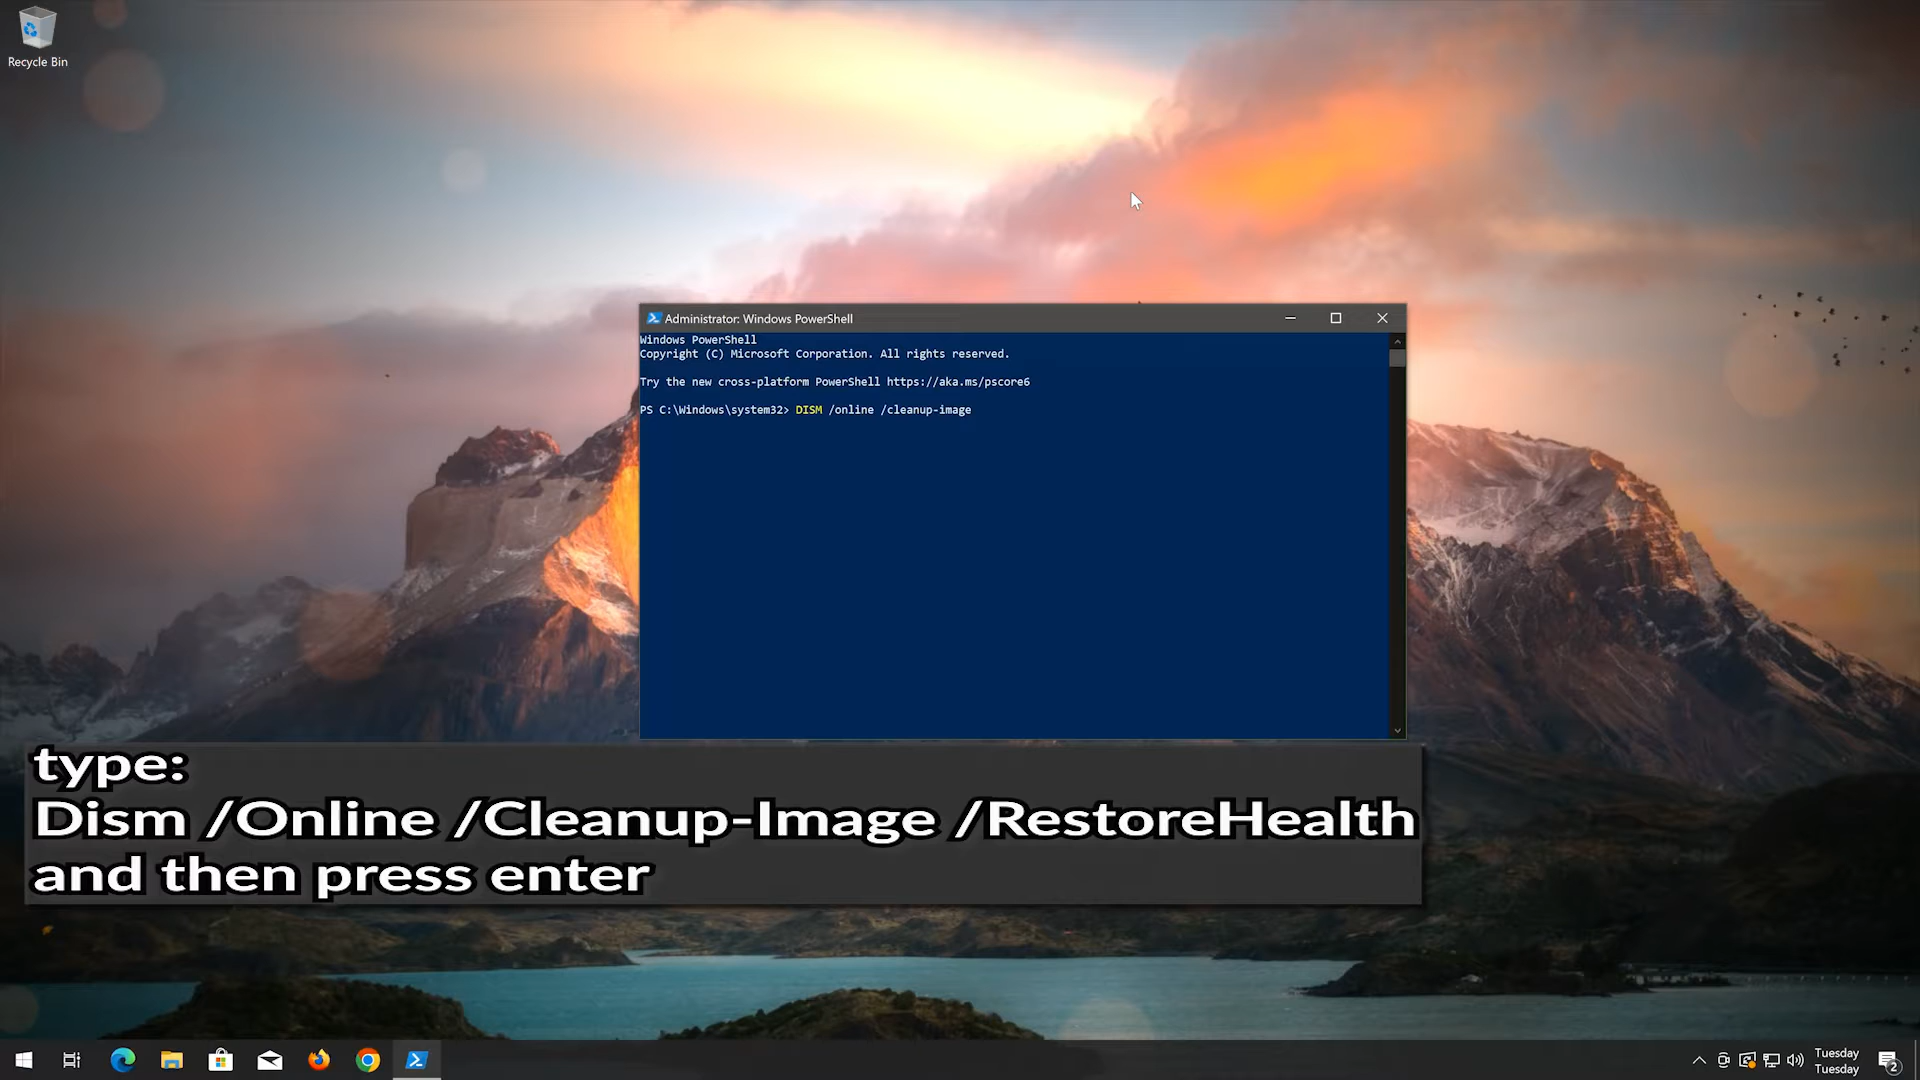 Recycle Bin
Administrator: Windows PowerShell
Windows PowerShell
Copyright (C) Microsoft Corporation. All rights reserved.
Try the new cross-platform PowerShell https://aka.ms/pscore6
PS C:\Windows\system32> DISM /online /cleanup-image
type:
Dism /Online /Cleanup-Image /RestoreHealth
and then press enter
Tuesday
Tuesday
2